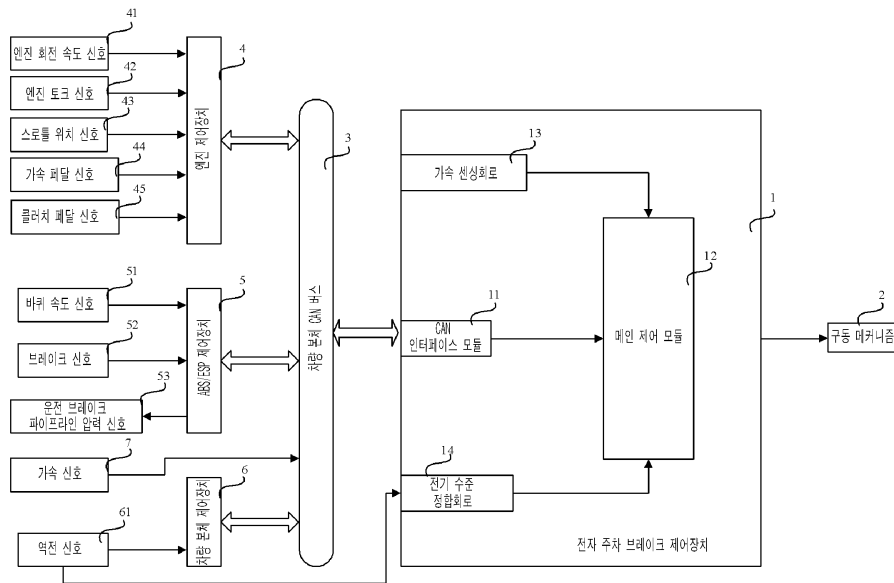 41
엔진 회전 속도 신호
42
엔진 토크 신호
43
스로틀 위치 신호
44
가속 페달 신호
45
클러치 페달 신호
4
엔진 제어장치
51
바퀴 속도 신호
52
브레이크 신호
53
운전 브레이크
파이프라인 압력 신호
5
ABS/ESP 제어장치
7
가속 신호
61
역전 신호
6
차량 본체 제어장치
3
차량 본체 CAN 버스
13
가속 센싱회로
11
CAN
인터페이스 모듈
14
전기 수준
정합회로
12
메인 제어 모듈
1
전자 주차 브레이크 제어장치
2
구동 메커니즘